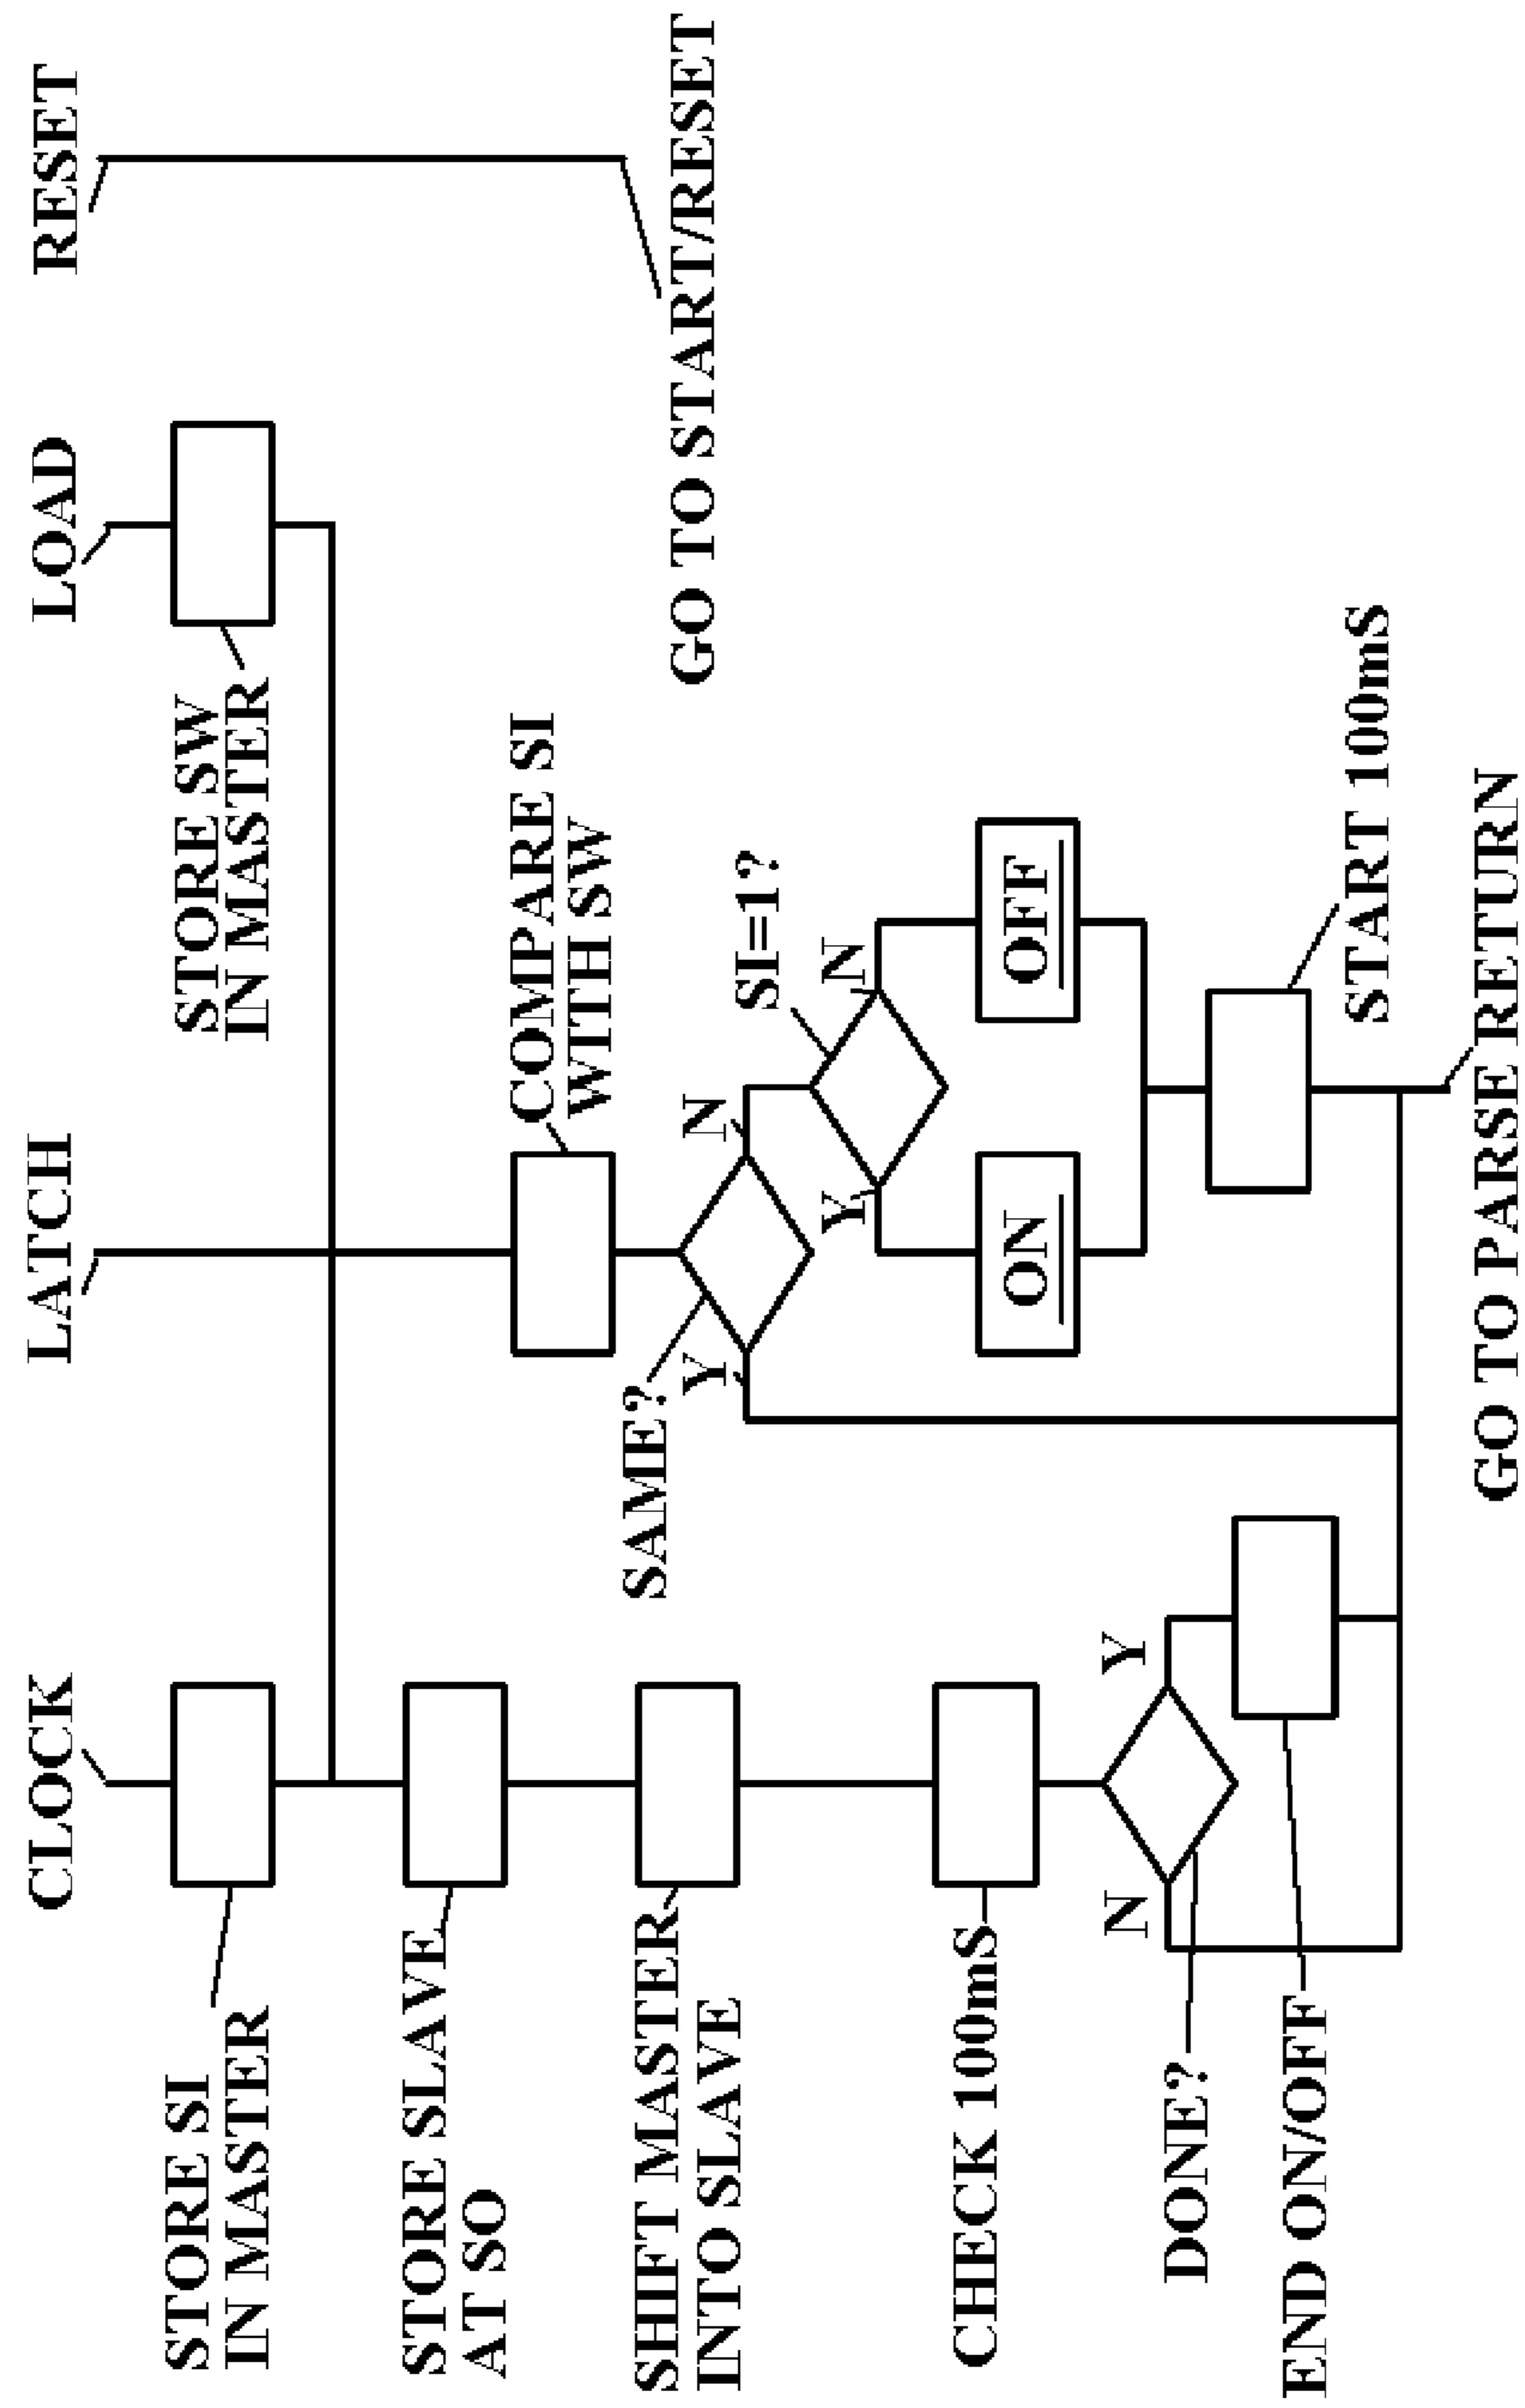 CLOCK
LATCH
LOAD
RESET
STORE SI
IN MASTER
STORE SW
IN MASTER
STORE SLAVE
AT SO
COMPARE SI
WITH SW
SHIFT MASTER
INTO SLAVE
SAME?
Y
N
GO TO START/RESET
SI=1?
Y
N
CHECK 100mS
ON
OFF
N
Y
DONE?
END ON/OFF
START 100mS
GO TO PARSE RETURN